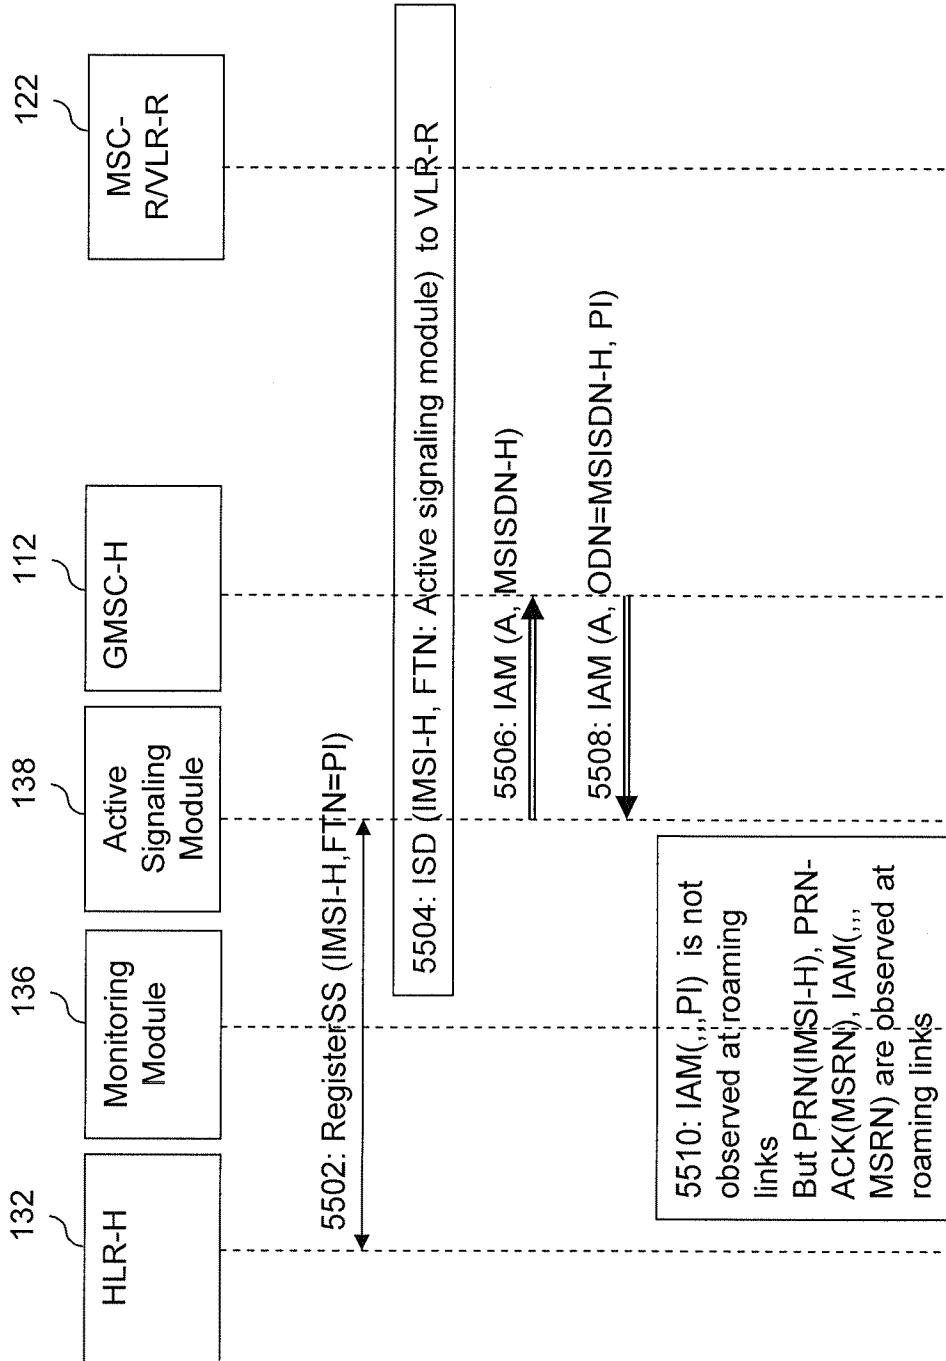 132
HLR-H
136
Monitoring
Module
138
Active
Signaling
Module
112
GMSC-H
122
MSC-
R/VLR-R
5502: RegisterSS (IMSI-H,FTN=PI)
5504: ISD (IMSI-H, FTN: Active signaling module) to VLR-R
5506: IAM (A, MSISDN-H)
5508: IAM (A, ODN=MSISDN-H, PI)
5510: IAM(,,,PI) is not
observed at roaming
links
But PRN(IMSI-H), PRN-
ACK(MSRN), IAM(,,,
MSRN) are observed at
roaming links